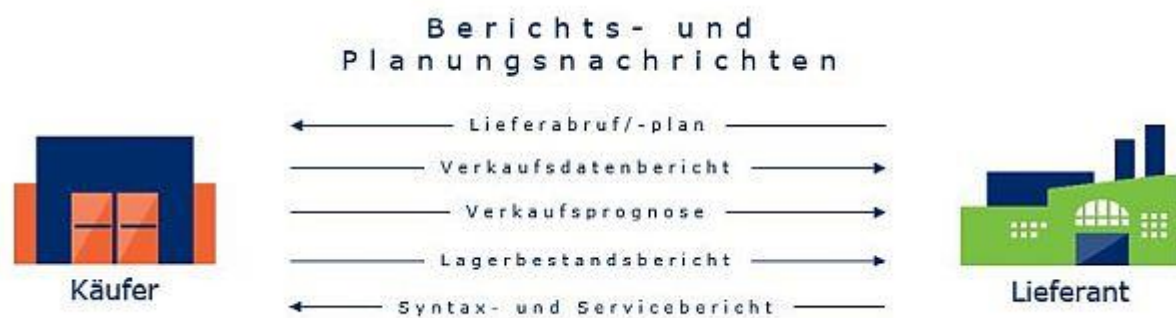 Berichts- und
Planungsnachrichten
Lieferabruf/-plan
Verkaufsdatenbericht
Verkaufsprognose
Lagerbestandsbericht
Syntax- und Servicebericht
Käufer
Lieferant